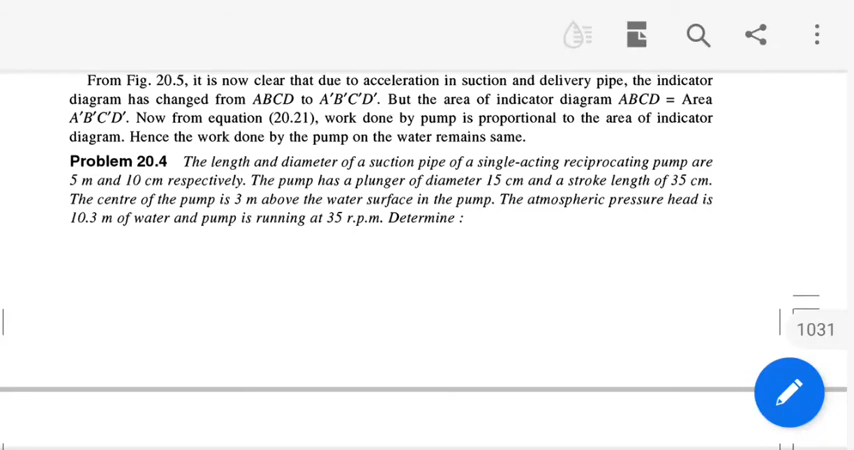 From Fig. 20.5, it is now clear that due to acceleration in suction and delivery pipe, the indicator
diagram has changed from ABCD to A′B′C′D′. But the area of indicator diagram ABCD = Area
A′B′C′D′. Now from equation (20.21), work done by pump is proportional to the area of indicator
diagram. Hence the work done by the pump on the water remains same.
Problem 20.4 The length and diameter of a suction pipe of a single-acting reciprocating pump are
5 m and 10 cm respectively. The pump has a plunger of diameter 15 cm and a stroke length of 35 cm.
The centre of the pump is 3 m above the water surface in the pump. The atmospheric pressure head is
10.3 m of water and pump is running at 35 r.p.m. Determine :
1031